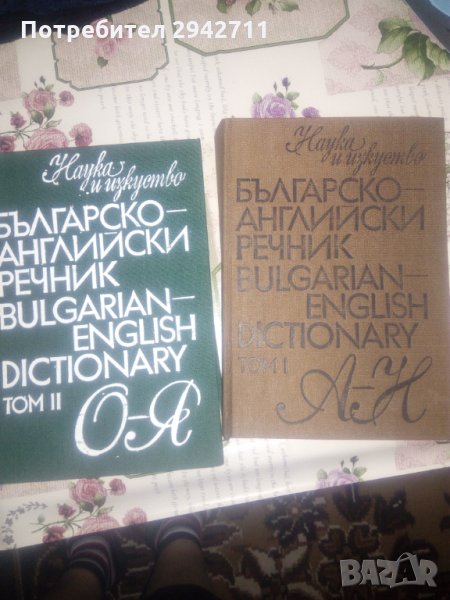 Потребител 2942711
Наука
и изкуство
БЪЛГАРСКО–
АНГЛИЙСКИ
РЕЧНИК
BULGARIAN–
ENGLISH
DICTIONARY
ТОМ II
О–Я
Наука
и изкуство
БЪЛГАРСКО–
АНГЛИЙСКИ
РЕЧНИК
BULGARIAN–
ENGLISH
DICTIONARY
ТОМ I
А–Н
BAZAR